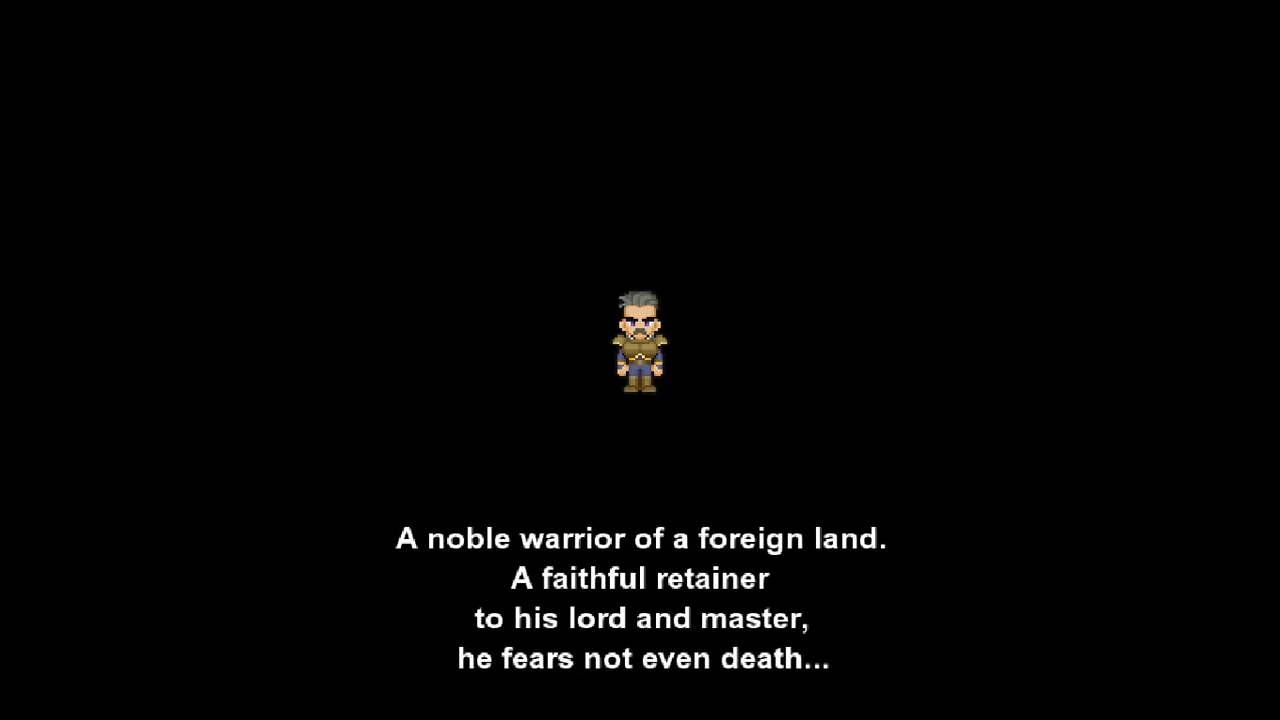 A noble warrior of a foreign land.
A faithful retainer
to his lord and master,
he fears not even death...